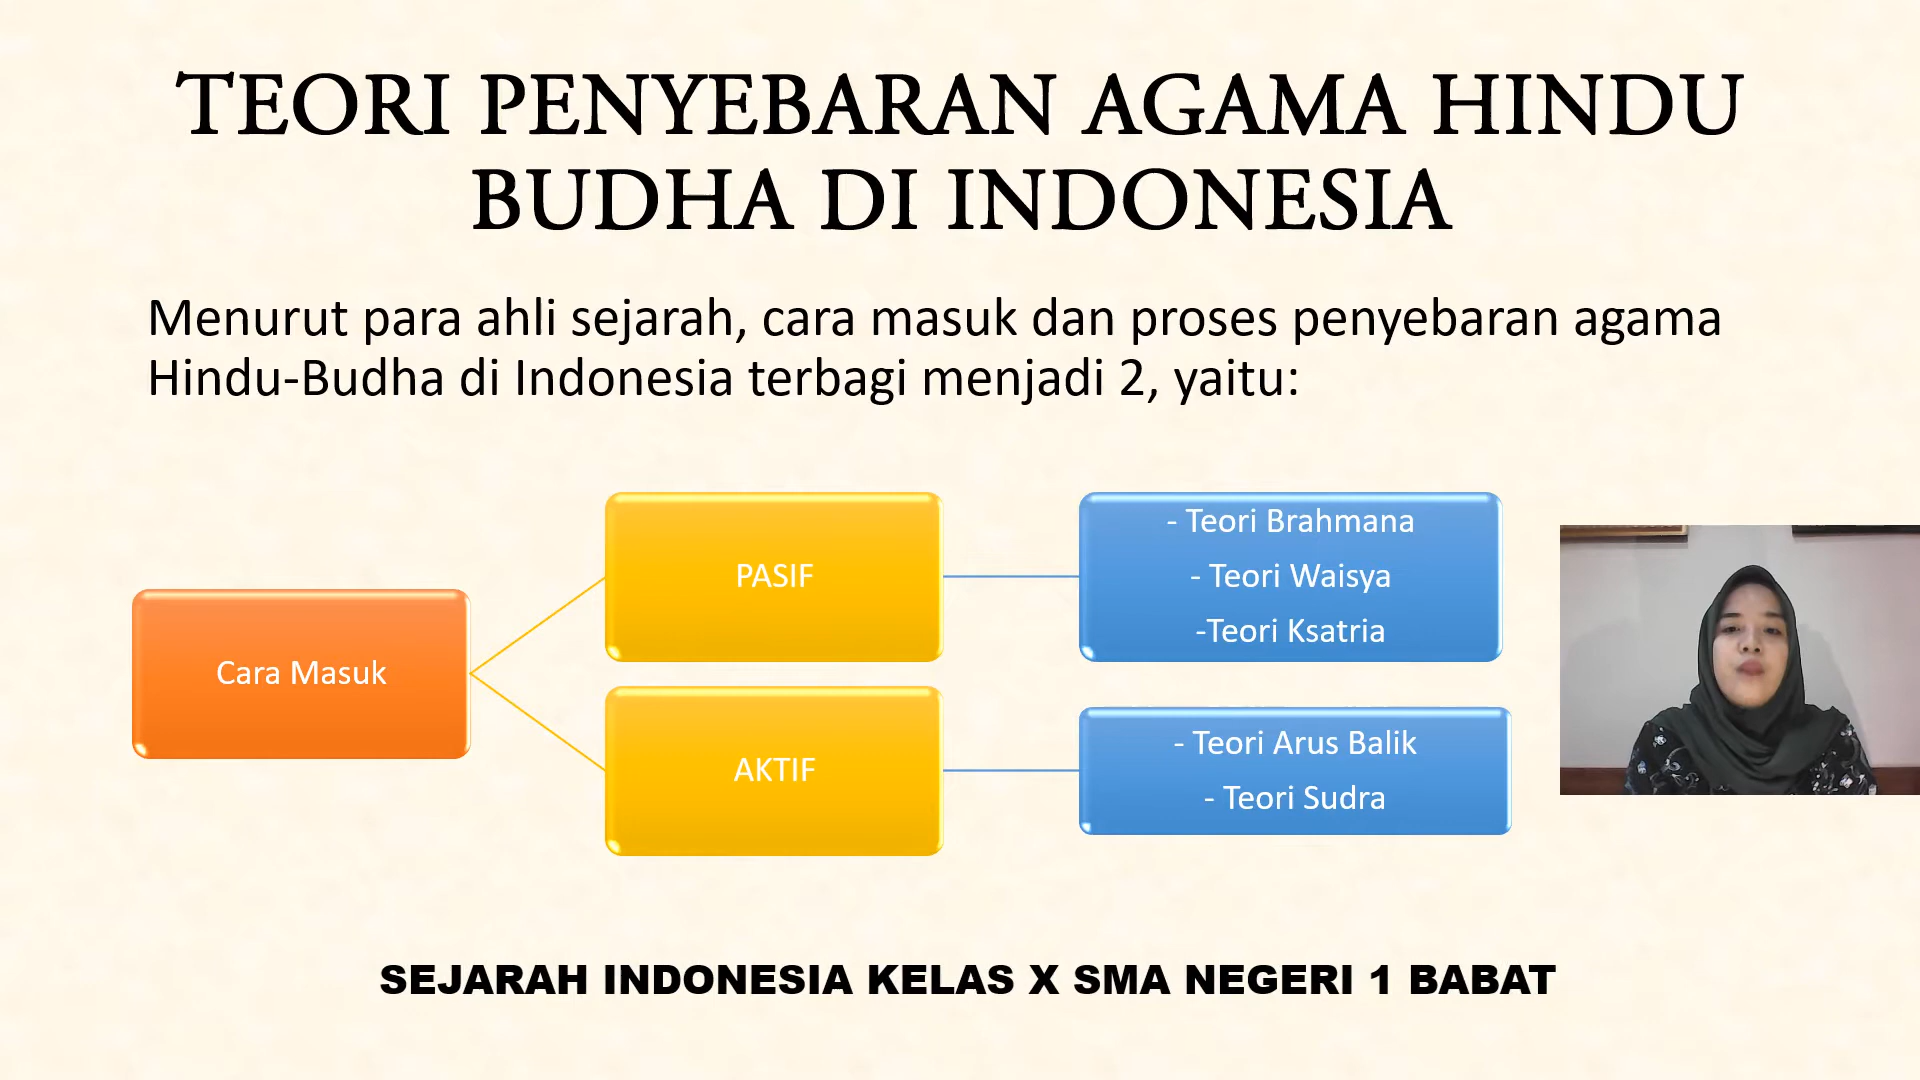 TEORI PENYEBARAN AGAMA HINDU
BUDHA DI INDONESIA
Menurut para ahli sejarah, cara masuk dan proses penyebaran agama
Hindu-Budha di Indonesia terbagi menjadi 2, yaitu:
Cara Masuk
PASIF
- Teori Brahmana
- Teori Waisya
-Teori Ksatria
AKTIF
- Teori Arus Balik
- Teori Sudra
SEJARAH INDONESIA KELAS X SMA NEGERI 1 BABAT